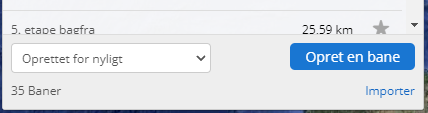 5. etape bagfra 25.59 km
Oprettet for nyligt Opret en bane
35 Baner Importer